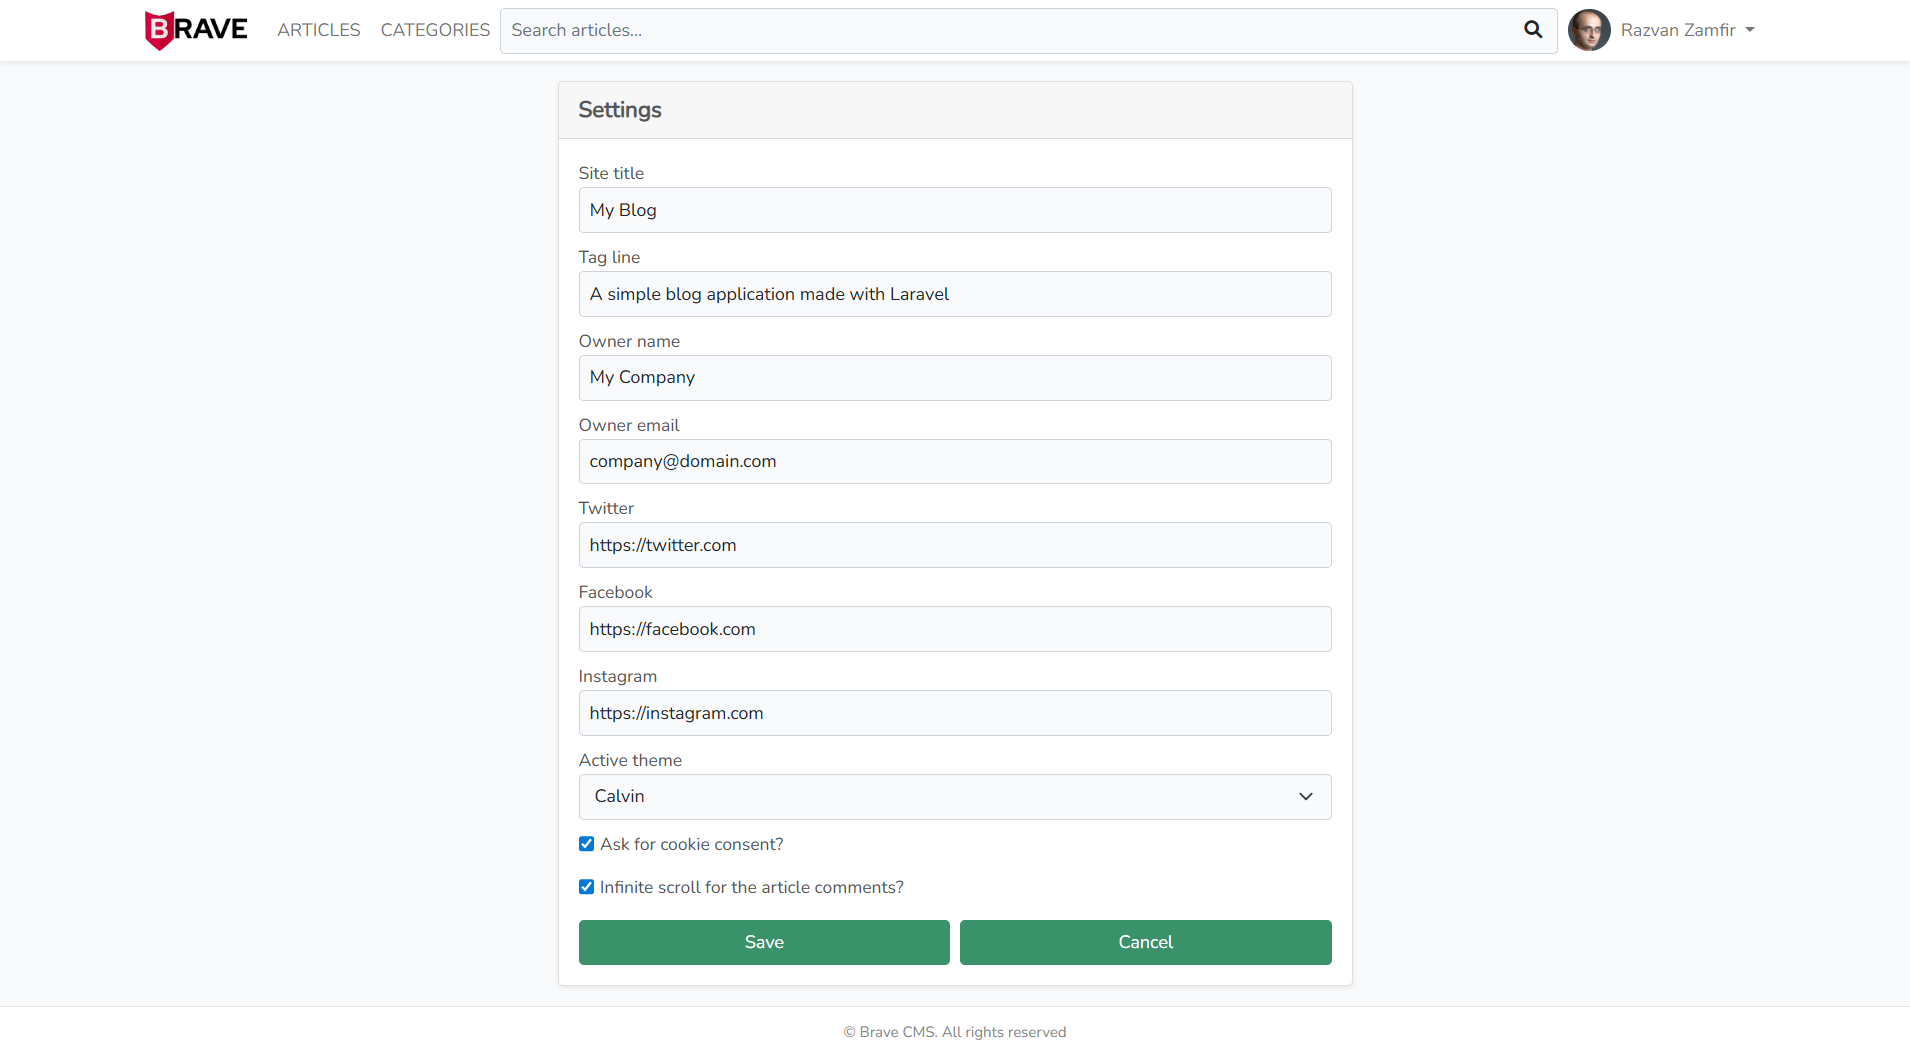 BRAVE ARTICLES CATEGORIES Search articles... Razvan Zamfir
Settings
Site title
My Blog
Tag line
A simple blog application made with Laravel
Owner name
My Company
Owner email
company@domain.com
Twitter
https://twitter.com
Facebook
https://facebook.com
Instagram
https://instagram.com
Active theme
Calvin
Ask for cookie consent?
Infinite scroll for the article comments?
Save Cancel
© Brave CMS. All rights reserved